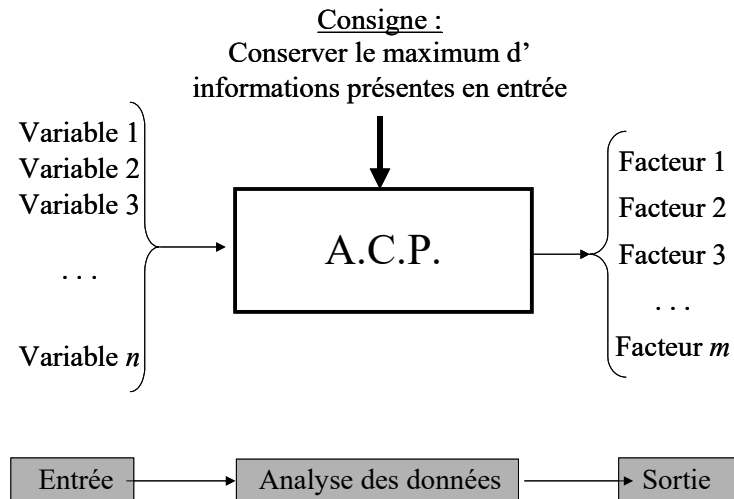 Consigne :
Conserver le maximum d’
informations présentes en entrée
Variable 1
Variable 2
Variable 3
. . .
Variable n
A.C.P.
Facteur 1
Facteur 2
Facteur 3
. . .
Facteur m
Entrée
Analyse des données
Sortie